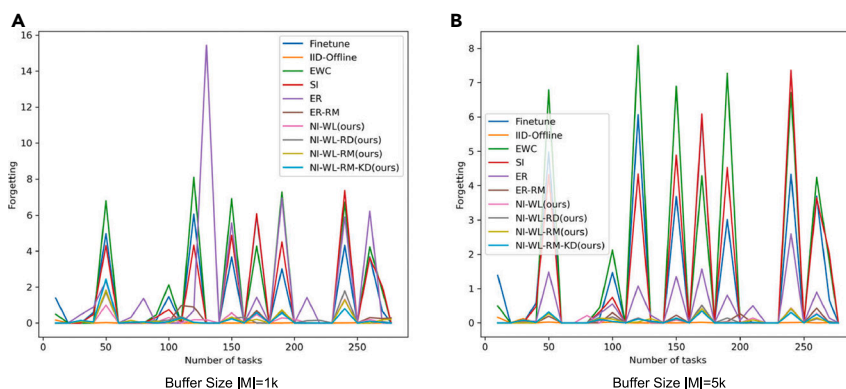 A
16
14
12
10
8
6
4
2
0
Forgetting
0 50 100 150 200 250
Number of tasks
Finetune
IID-Offline
EWC
SI
ER
ER-RM
NI-WL(ours)
NI-WL-RD(ours)
NI-WL-RM(ours)
NI-WL-RM-KD(ours)
Buffer Size |M|=1k
B
8
7
6
5
4
3
2
1
0
Forgetting
0 50 100 150 200 250
Number of tasks
Finetune
IID-Offline
EWC
SI
ER
ER-RM
NI-WL(ours)
NI-WL-RD(ours)
NI-WL-RM(ours)
NI-WL-RM-KD(ours)
Buffer Size |M|=5k